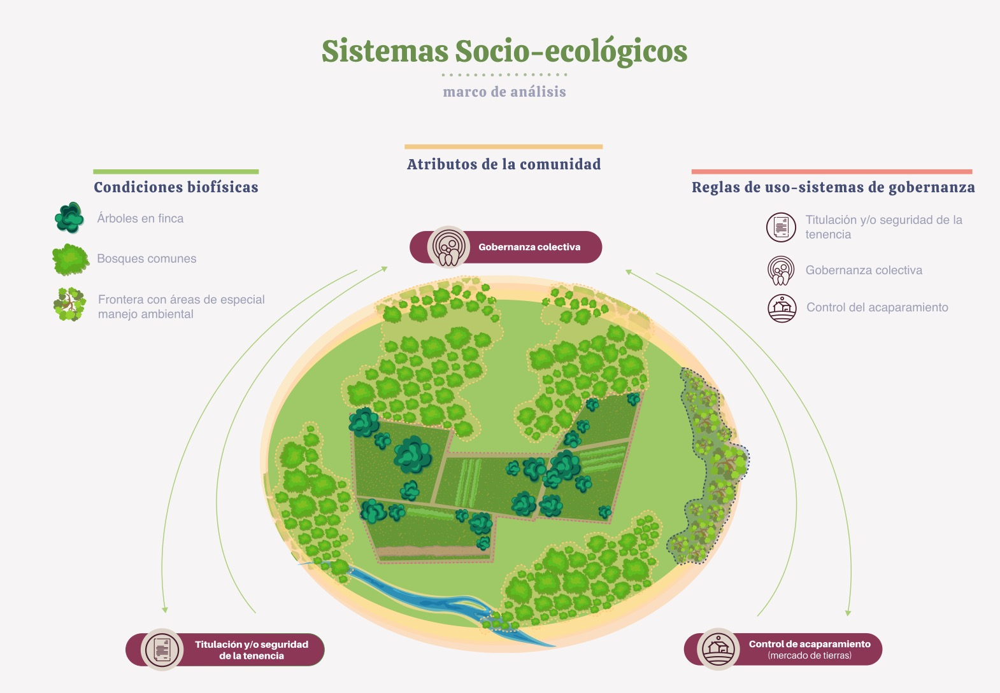 Sistemas Socio-ecológicos
marco de análisis
Atributos de la comunidad
Condiciones biofísicas
Árboles en finca
Bosques comunes
Frontera con áreas de especial
manejo ambiental
Reglas de uso-sistemas de gobernanza
Titulación y/o seguridad de la
tenencia
Gobernanza colectiva
Control del acaparamiento
Gobernanza colectiva
Titulación y/o seguridad
de la tenencia
Control de acaparamiento
(mercado de tierras)